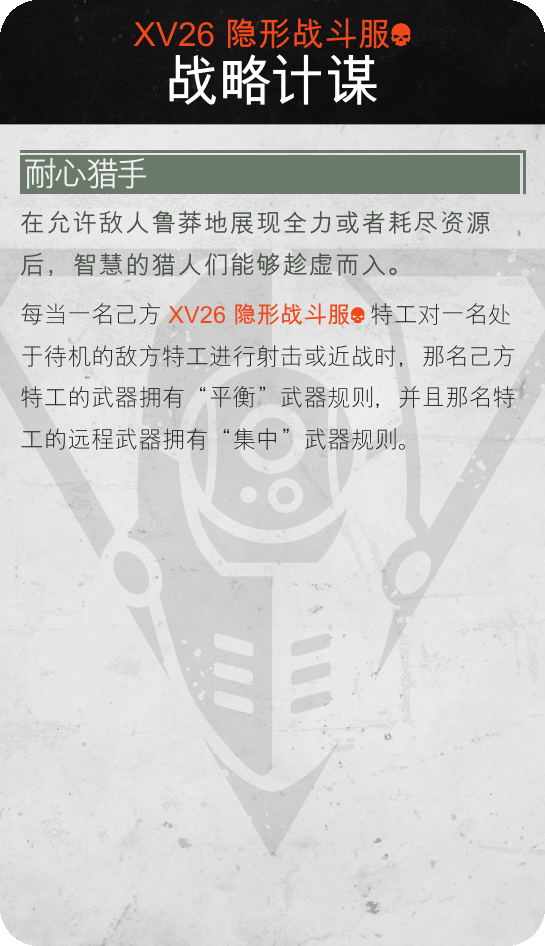 XV26 隐形战斗服
战略计谋
耐心猎手
在允许敌人鲁莽地展现全力或者耗尽资源
后，智慧的猎人们能够趁虚而入。
每当一名己方 XV26 隐形战斗服 特工对一名处
于待机的敌方特工进行射击或近战时，那名己方
特工的武器拥有“平衡”武器规则，并且那名特
工的远程武器拥有“集中”武器规则。